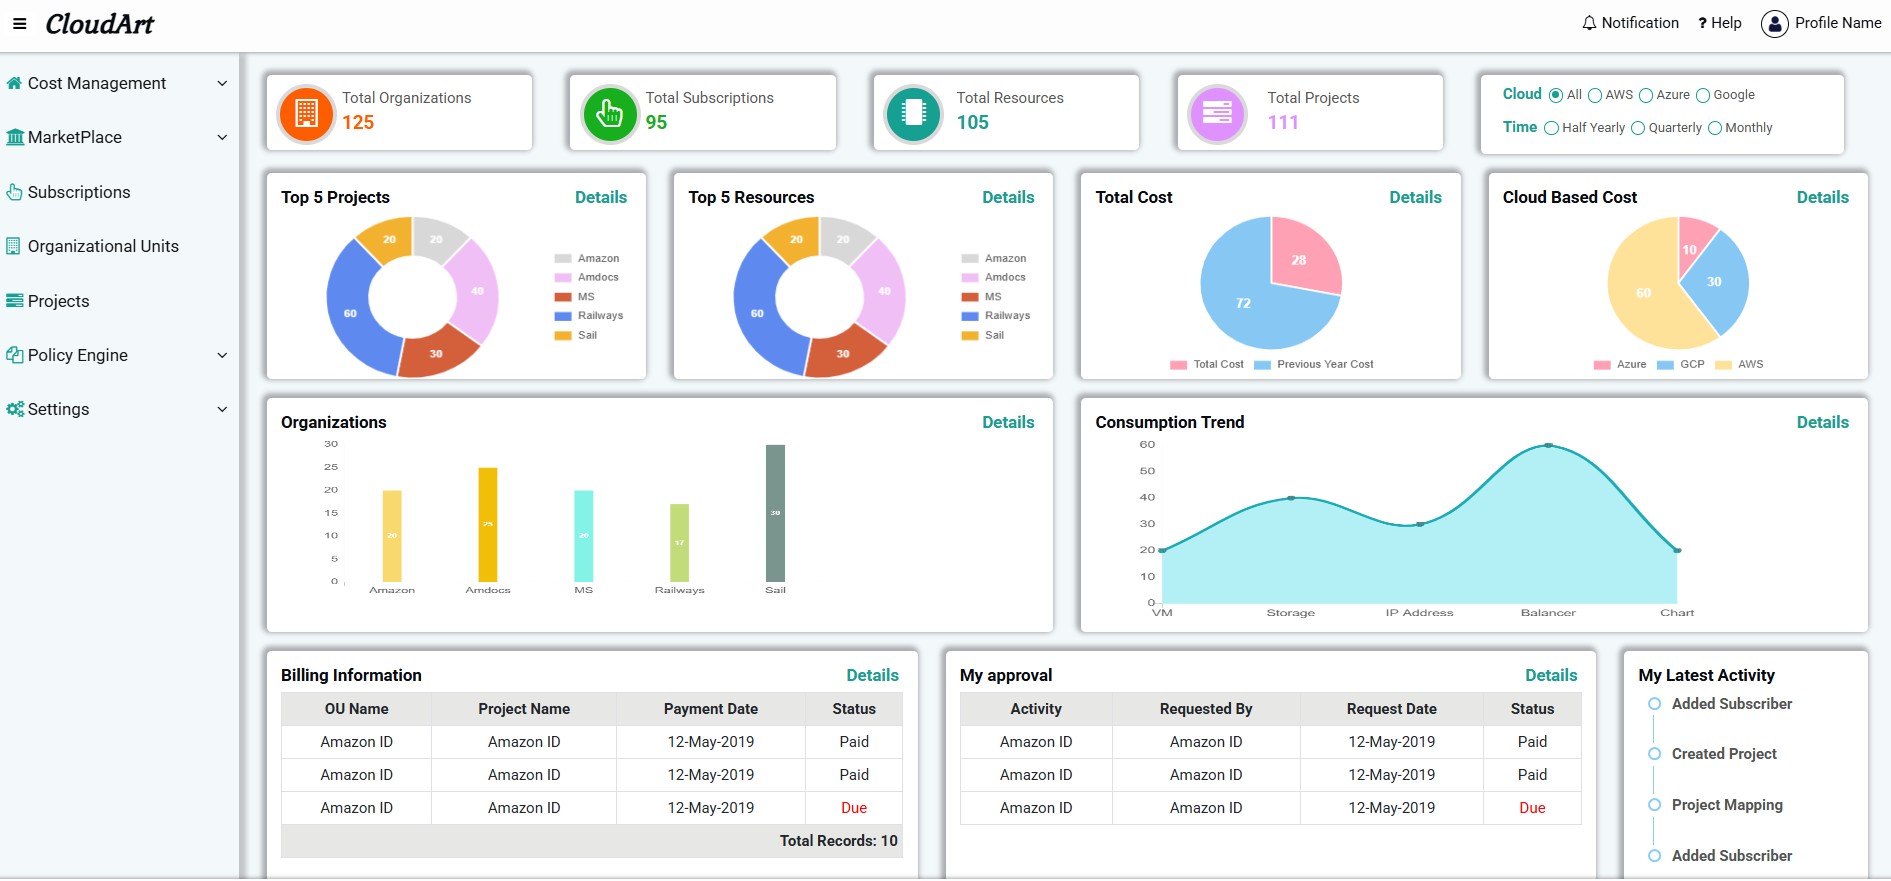 CloudArt
Notification
? Help
Profile Name
Cost Management
MarketPlace
Subscriptions
Organizational Units
Projects
Policy Engine
Settings
Total Organizations
125
Total Subscriptions
95
Total Resources
105
Total Projects
111
Cloud All AWS Azure Google
Time Half Yearly Quarterly Monthly
Top 5 Projects Details
20
20
40
60
30
Amazon
Amdocs
MS
Railways
Sail
Top 5 Resources Details
20
20
40
60
30
Amazon
Amdocs
MS
Railways
Sail
Total Cost Details
28
72
Total Cost Previous Year Cost
Cloud Based Cost Details
10
30
60
Azure GCP AWS
Organizations Details
30
25
20
15
10
5
0
20
25
20
17
30
Amazon Amdocs MS Railways Sail
Consumption Trend Details
60
50
40
30
20
10
0
VM Storage IP Address Balancer Chart
Billing Information Details
OU Name Project Name Payment Date Status
Amazon ID Amazon ID 12-May-2019 Paid
Amazon ID Amazon ID 12-May-2019 Paid
Amazon ID Amazon ID 12-May-2019 Due
Total Records: 10
My approval Details
Activity Requested By Request Date Status
Amazon ID Amazon ID 12-May-2019 Paid
Amazon ID Amazon ID 12-May-2019 Paid
Amazon ID Amazon ID 12-May-2019 Due
My Latest Activity
Added Subscriber
Created Project
Project Mapping
Added Subscriber